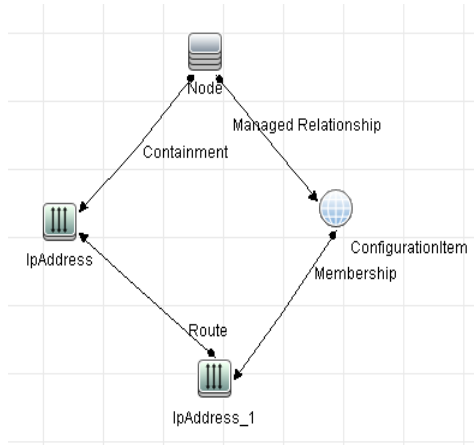 Node
Managed Relationship
Containment
ConfigurationItem
IpAddress
Membership
Route
IpAddress_1